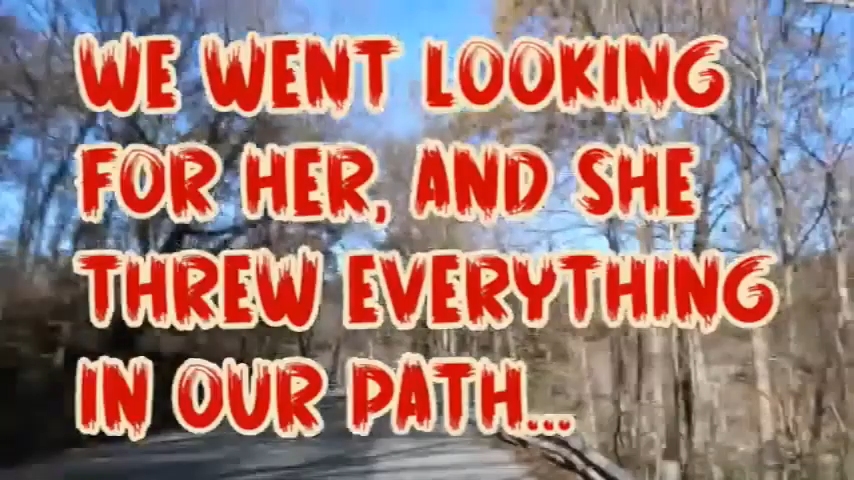 WE WENT LOOKING
FOR HER, AND SHE
THREW EVERYTHING
IN OUR PATH...